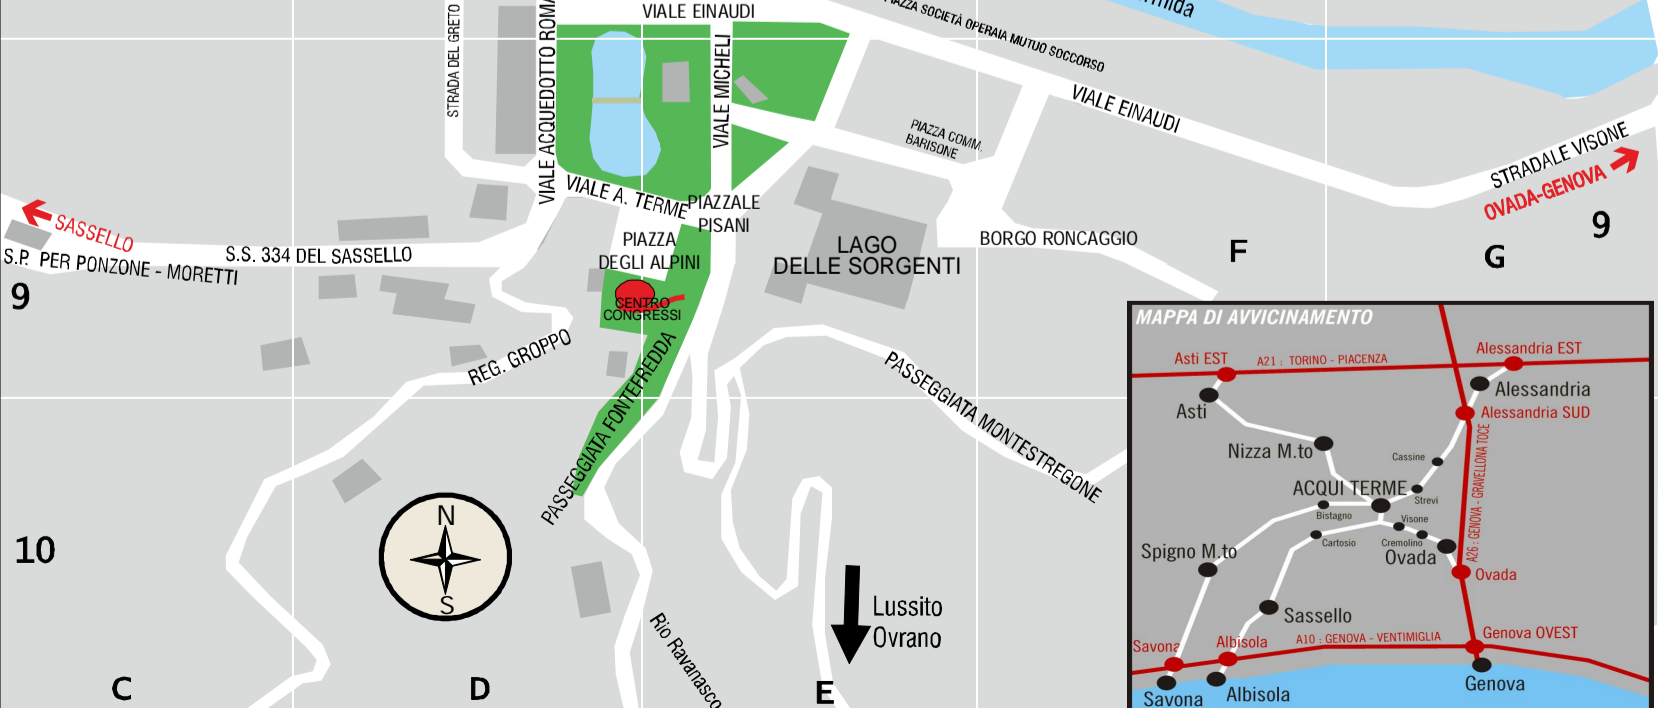 VIALE EINAUDI
PIAZZA SOCIETÀ OPERAIA MUTUO SOCCORSO
STRADA DEL GRETO
VIALE ACQUEDOTTO ROMA
VIALE MICHELI
VIALE EINAUDI
PIAZZA COMM.
BARISONE
STRADALE VISONE
OVADA-GENOVA
9
VIALE A. TERME
PIAZZALE
PISANI
SASSELLO
S.P. PER PONZONE - MORETTI
S.S. 334 DEL SASSELLO
PIAZZA
DEGLI ALPINI
LAGO
DELLE SORGENTI
BORGO RONCAGGIO
F
G
9
CENTRO
CONGRESSI
REG. GROPPO
PASSEGGIATA FONTEFREDDA
PASSEGGIATA MONTESTREGONE
10
N
S
Lussito
Ovrano
Rio Ravanasco
C
D
E
MAPPA DI AVVICINAMENTO
Asti EST
A21 : TORINO - PIACENZA
Alessandria EST
Asti
Alessandria
Alessandria SUD
Nizza M.to
Cassine
A26 : GENOVA - GRAVELLONA TOCE
ACQUI TERME
Strevi
Bistagno
Visone
Cartosio
Cremolino
Spigno M.to
Ovada
Ovada
Sassello
Savona
Albisola
A10 : GENOVA - VENTIMIGLIA
Genova OVEST
Savona
Albisola
Genova